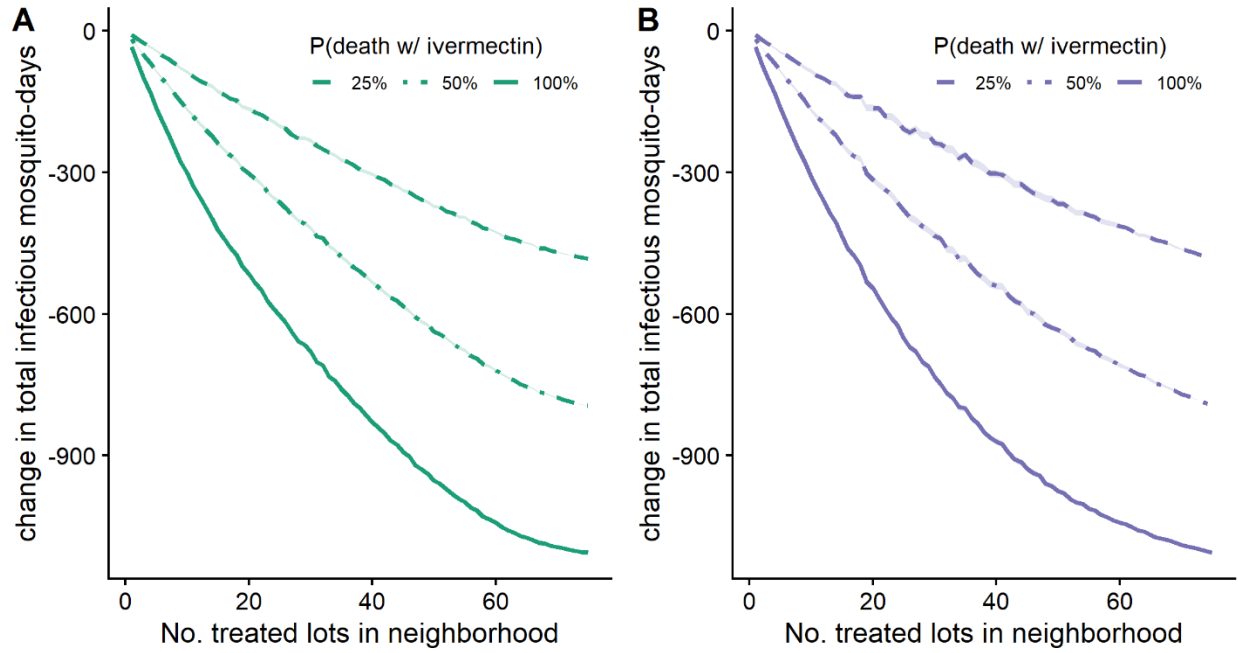 A
change in total infectious mosquito-days
0
-300
-600
-900
P(death w/ ivermectin)
25% 50% 100%
0 20 40 60
No. treated lots in neighborhood
B
change in total infectious mosquito-days
0
-300
-600
-900
P(death w/ ivermectin)
25% 50% 100%
0 20 40 60
No. treated lots in neighborhood